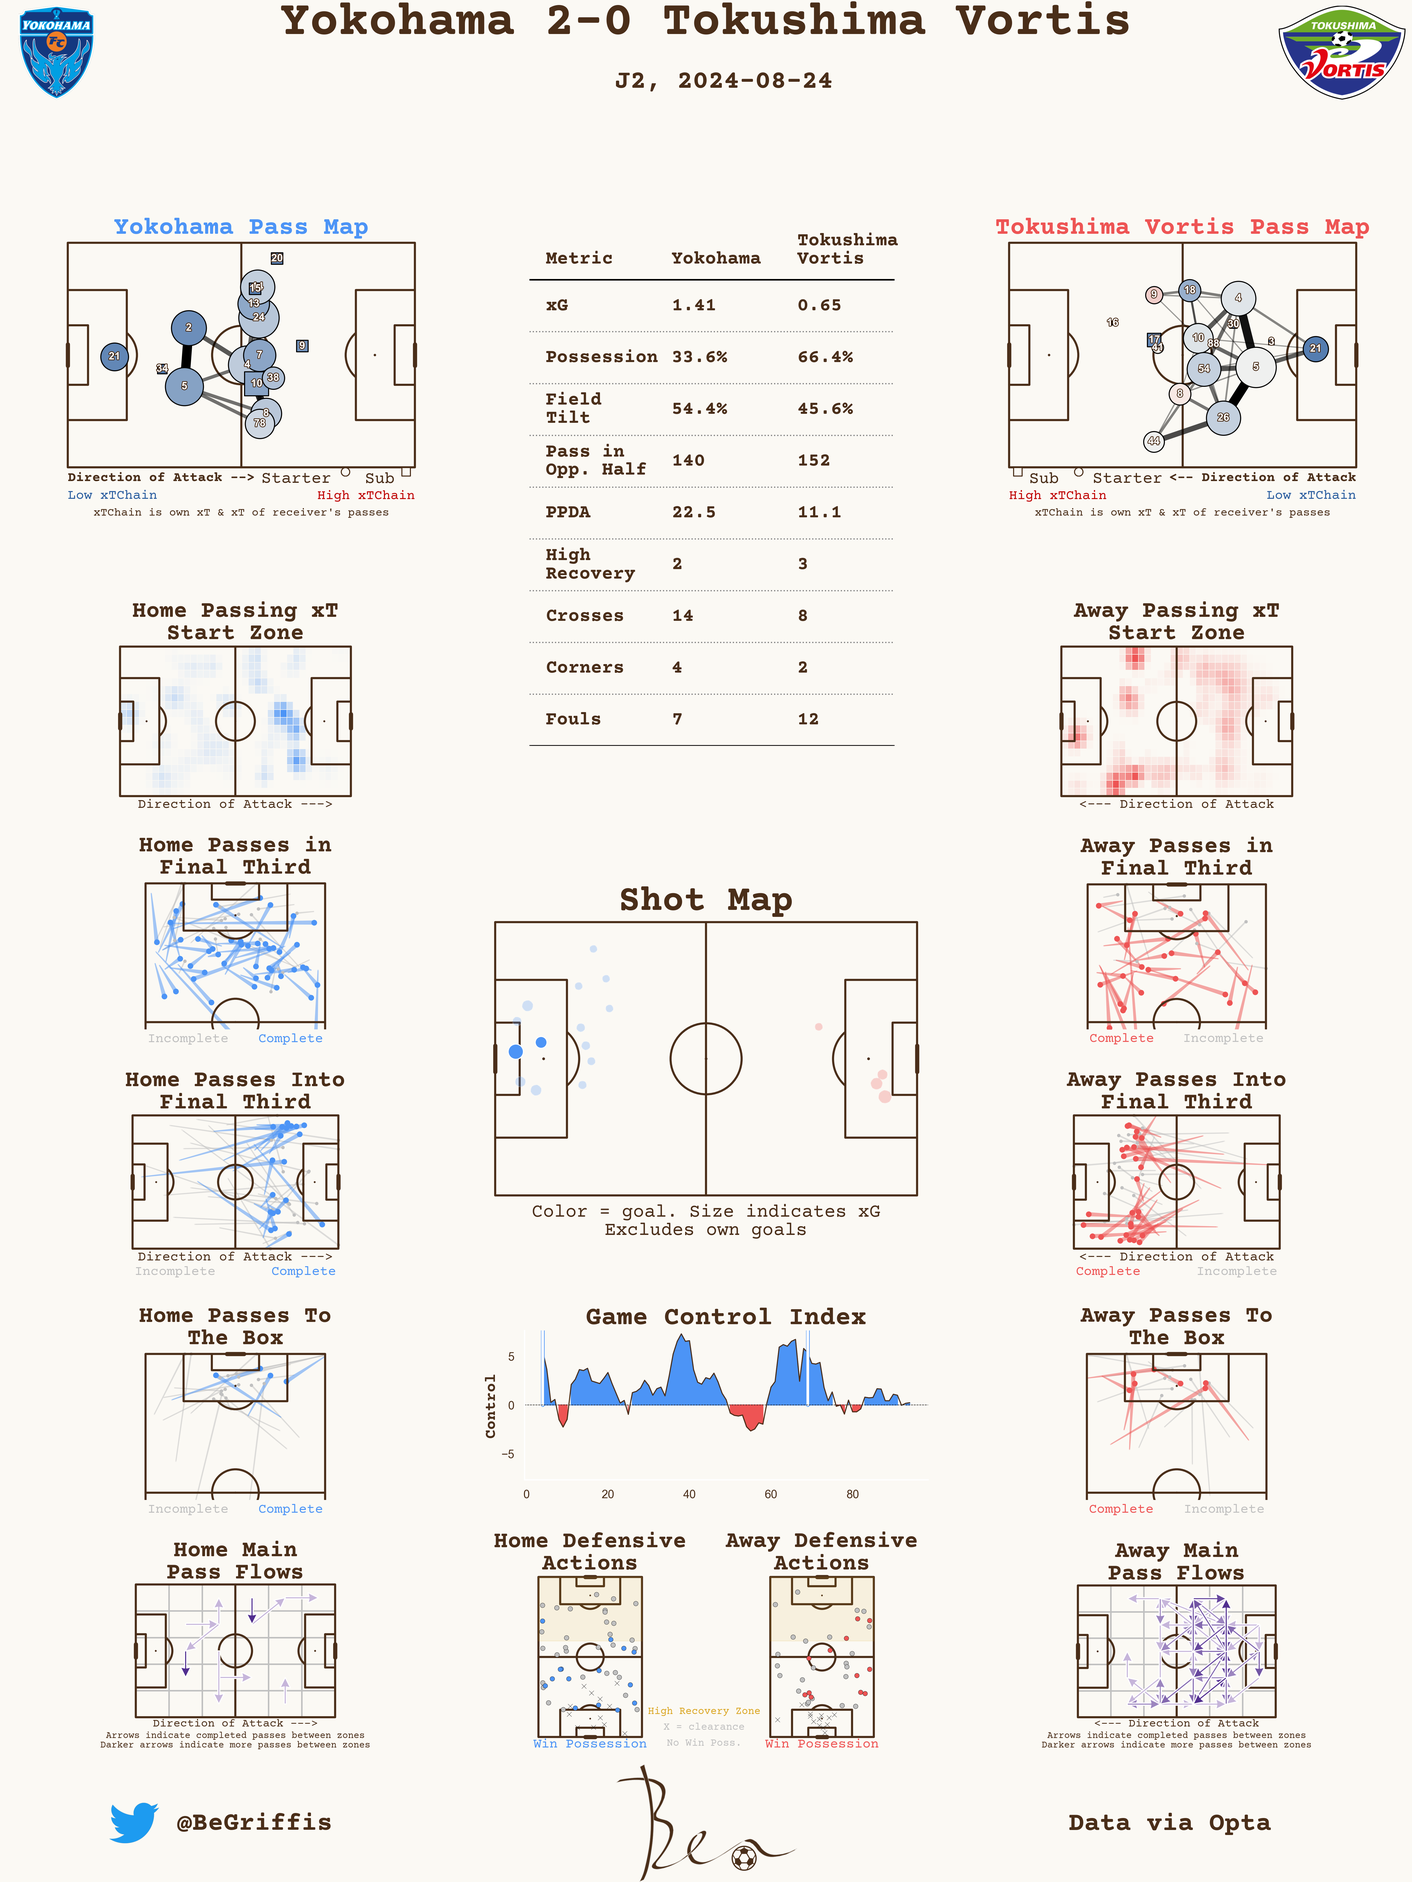 Yokohama 2-0 Tokushima Vortis
J2, 2024-08-24
YOKOHAMA
FC
TOKUSHIMA
VORTIS
Yokohama Pass Map
20
15
13
24
2
7
9
21
34
4
5
10
38
8
78
Direction of Attack --> Starter Sub
Low xTChain High xTChain
xTChain is own xT & xT of receiver's passes
Metric Yokohama Tokushima Vortis
xG 1.41 0.65
Possession 33.6% 66.4%
Field Tilt 54.4% 45.6%
Pass in Opp. Half 140 152
PPDA 22.5 11.1
High Recovery 2 3
Crosses 14 8
Corners 4 2
Fouls 7 12
Tokushima Vortis Pass Map
9
18
4
16
30
17
41
10
88
3
21
54
5
8
26
44
Sub Starter <-- Direction of Attack
High xTChain Low xTChain
xTChain is own xT & xT of receiver's passes
Home Passing xT
Start Zone
Direction of Attack --->
Away Passing xT
Start Zone
<--- Direction of Attack
Home Passes in
Final Third
Incomplete Complete
Away Passes in
Final Third
Complete Incomplete
Shot Map
Color = goal. Size indicates xG
Excludes own goals
Home Passes Into
Final Third
Direction of Attack --->
Incomplete Complete
Away Passes Into
Final Third
<--- Direction of Attack
Complete Incomplete
Home Passes To
The Box
Incomplete Complete
Game Control Index
Control
5
0
−5
0 20 40 60 80
Away Passes To
The Box
Complete Incomplete
Home Main
Pass Flows
Direction of Attack --->
Arrows indicate completed passes between zones
Darker arrows indicate more passes between zones
Home Defensive
Actions
Win Possession
High Recovery Zone
X = clearance
No Win Poss.
Away Defensive
Actions
Win Possession
Away Main
Pass Flows
<--- Direction of Attack
Arrows indicate completed passes between zones
Darker arrows indicate more passes between zones
@BeGriffis
Ben
Data via Opta